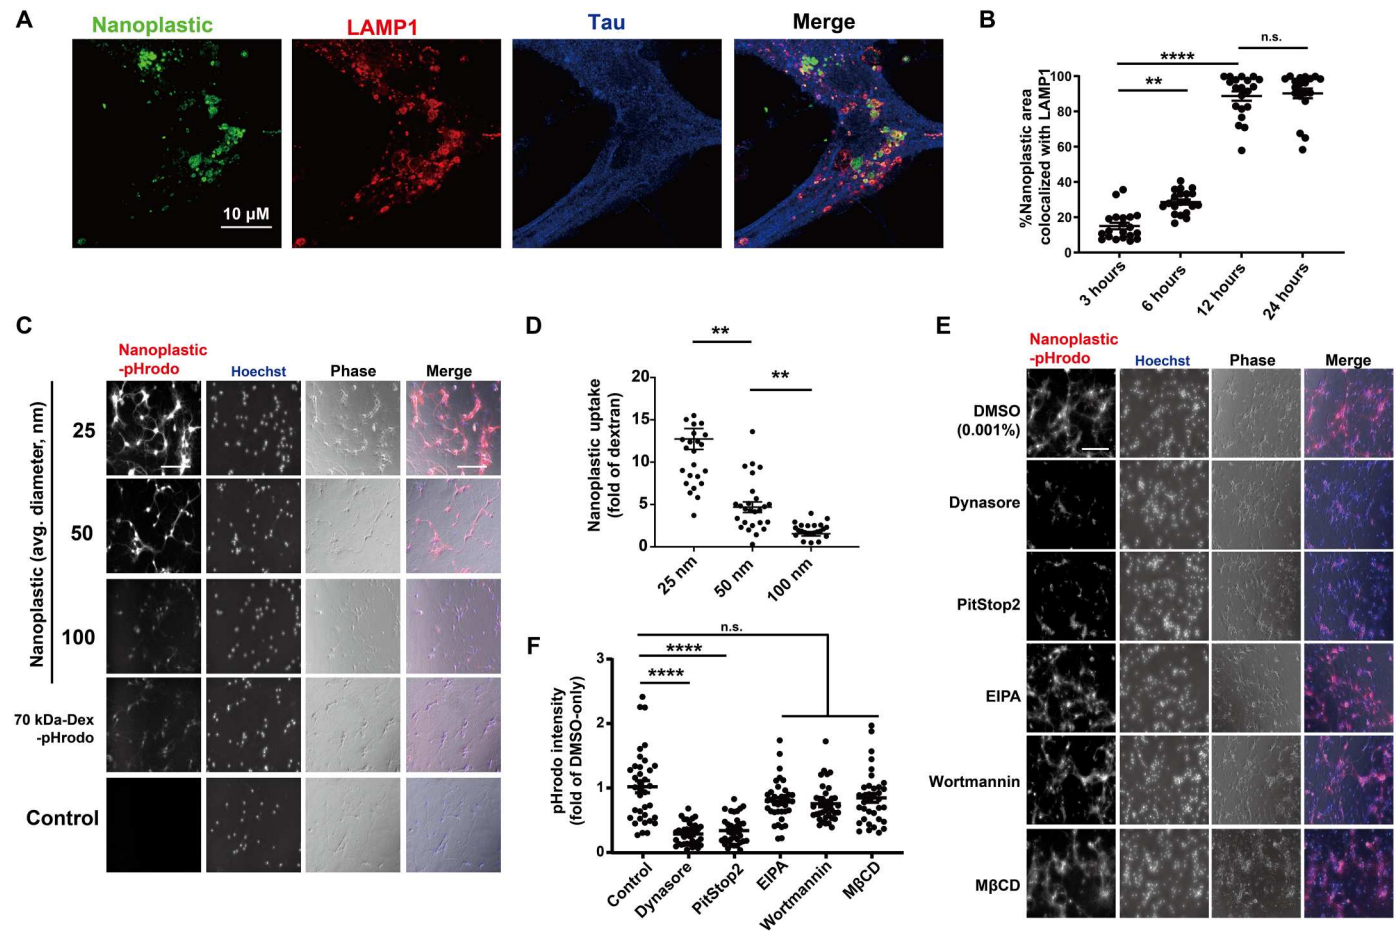 A
Nanoplastic
LAMP1
Tau
Merge
10 μM
B
n.s.
****
**
%Nanoplastic area
colocalized with LAMP1
100
80
60
40
20
0
3 hours
6 hours
12 hours
24 hours
C
Nanoplastic
-pHrodo
Hoechst
Phase
Merge
Nanoplastic (avg. diameter, nm)
25
50
100
70 kDa-Dex
-pHrodo
Control
D
**
**
Nanoplastic uptake
(fold of dextran)
20
15
10
5
0
25 nm
50 nm
100 nm
E
Nanoplastic
-pHrodo
Hoechst
Phase
Merge
DMSO
(0.001%)
Dynasore
PitStop2
EIPA
Wortmannin
MβCD
F
n.s.
****
****
pHrodo intensity
(fold of DMSO-only)
3
2
1
0
Control
Dynasore
PitStop2
EIPA
Wortmannin
MβCD